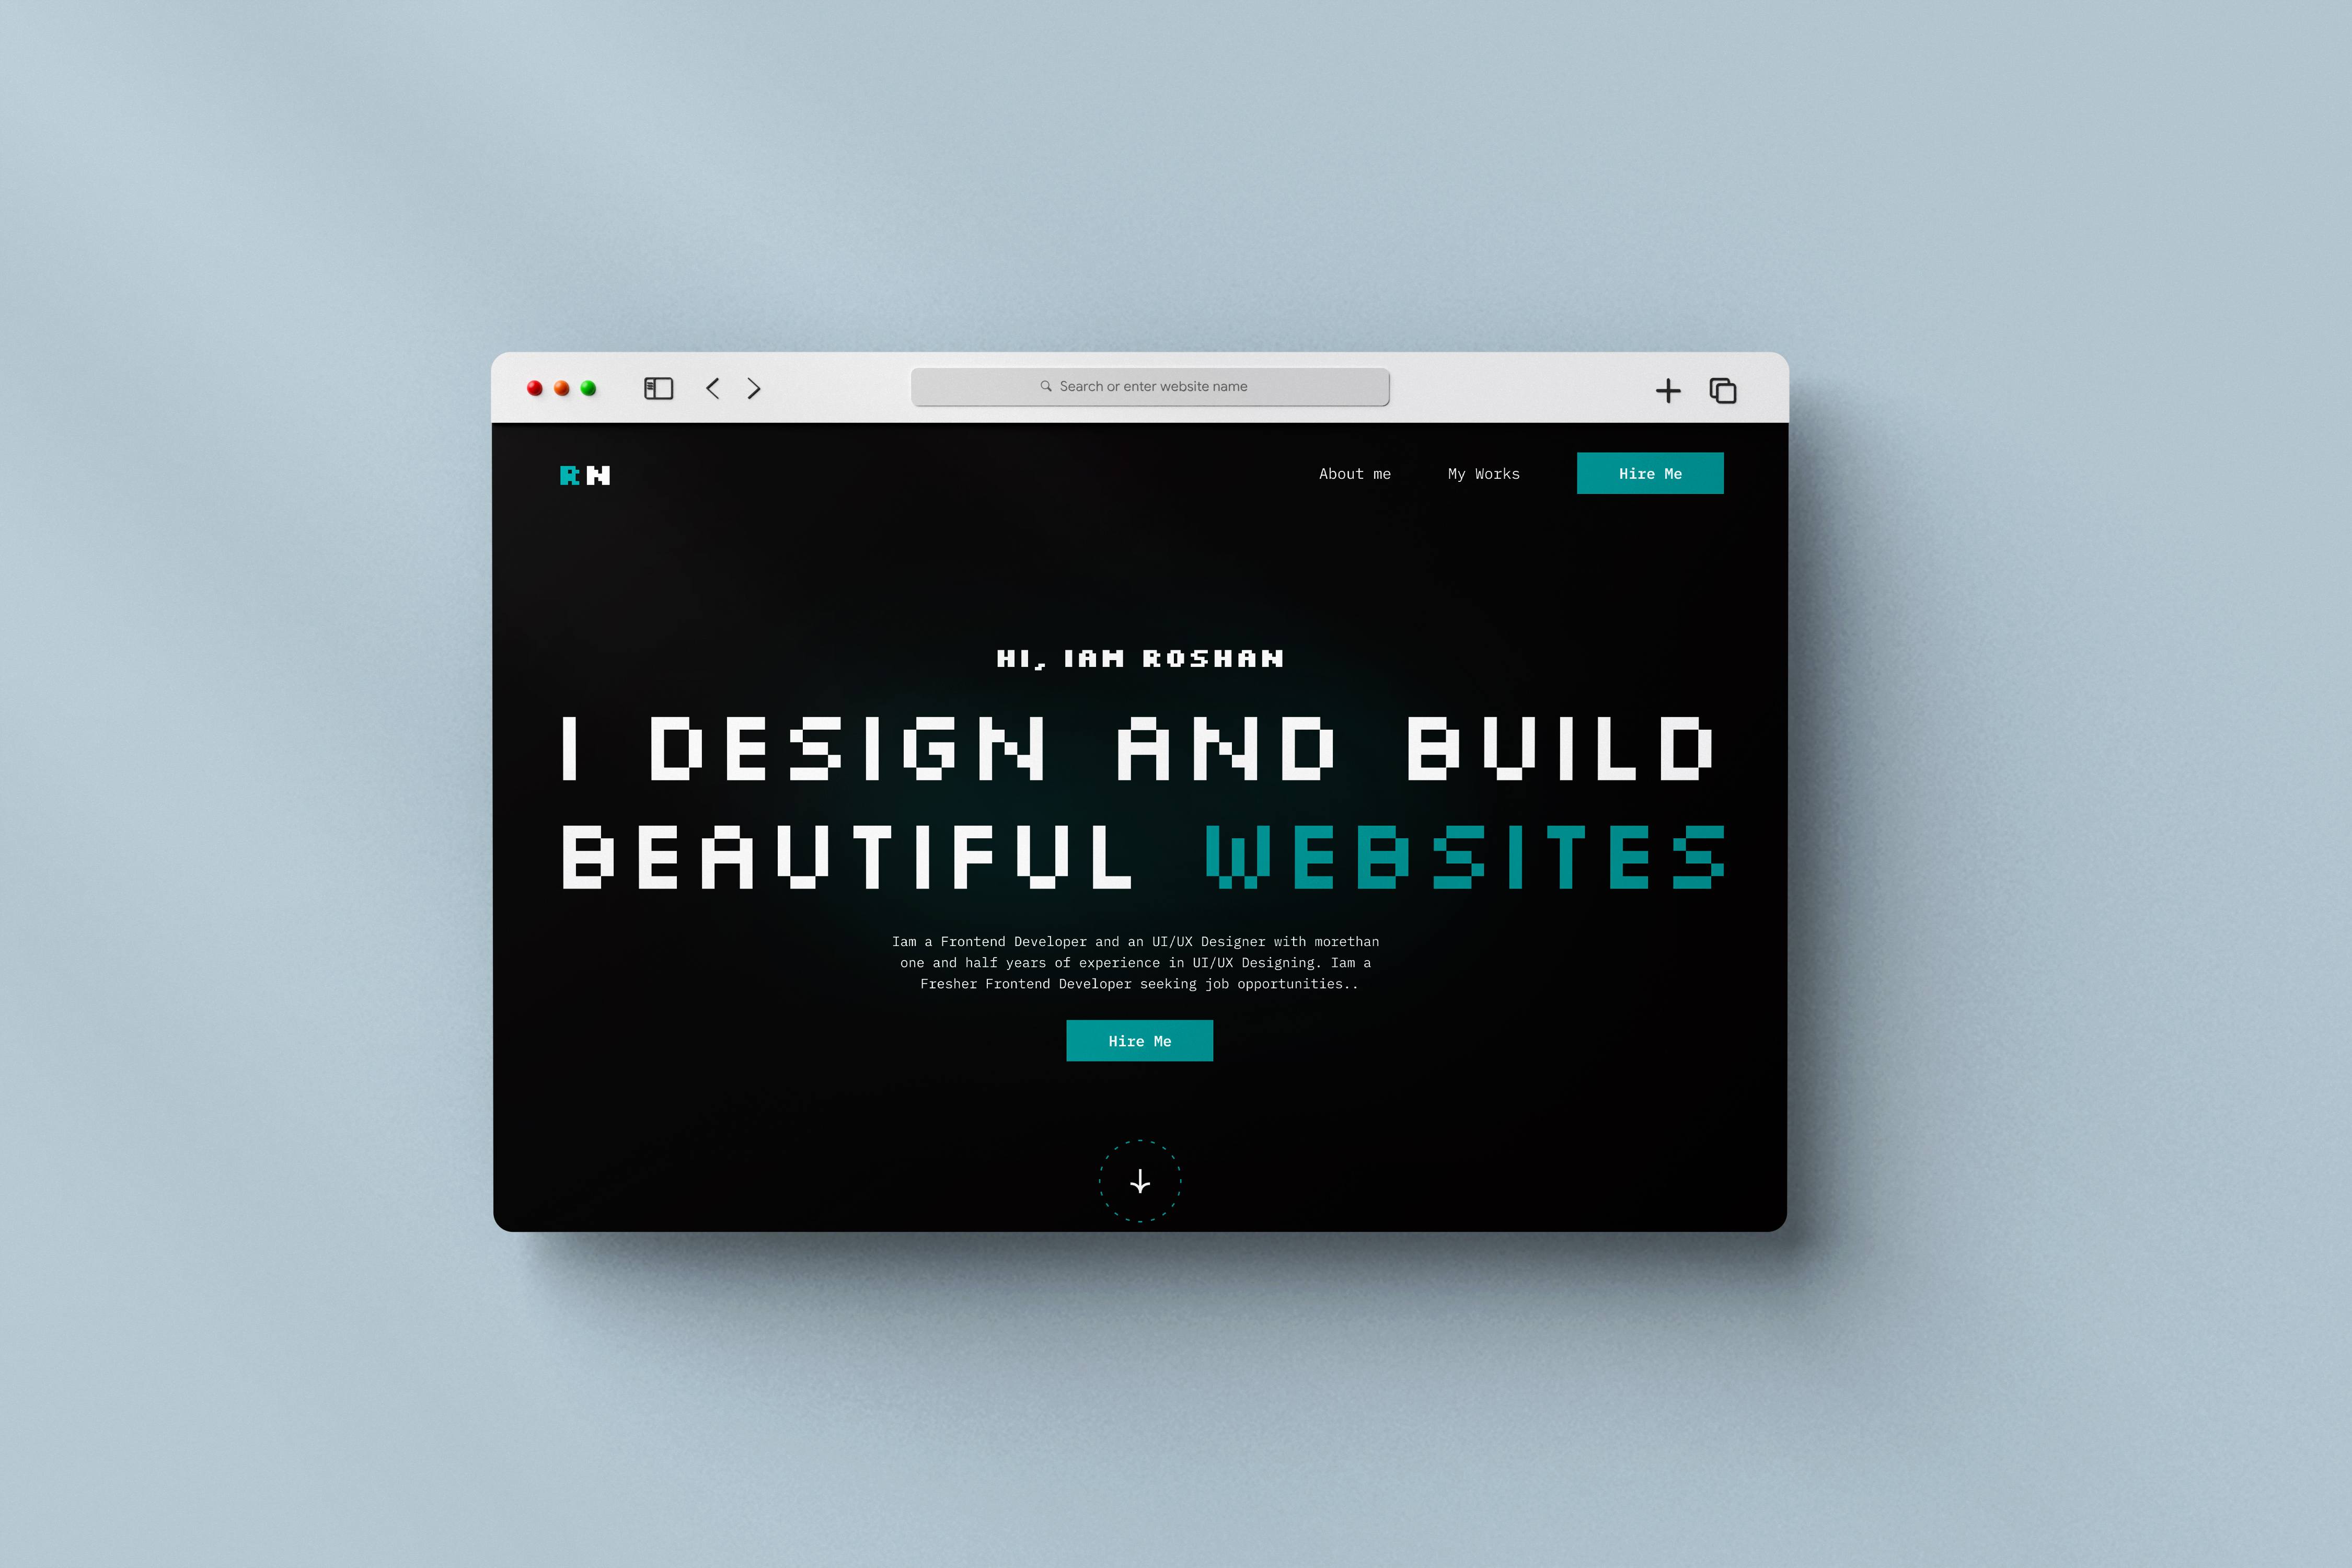 Search or enter website name
RN
About me
My Works
Hire Me
HI, IAM ROSHAN
I DESIGN AND BUILD
BEAUTIFUL WEBSITES
Iam a Frontend Developer and an UI/UX Designer with morethan
one and half years of experience in UI/UX Designing. Iam a
Fresher Frontend Developer seeking job opportunities..
Hire Me